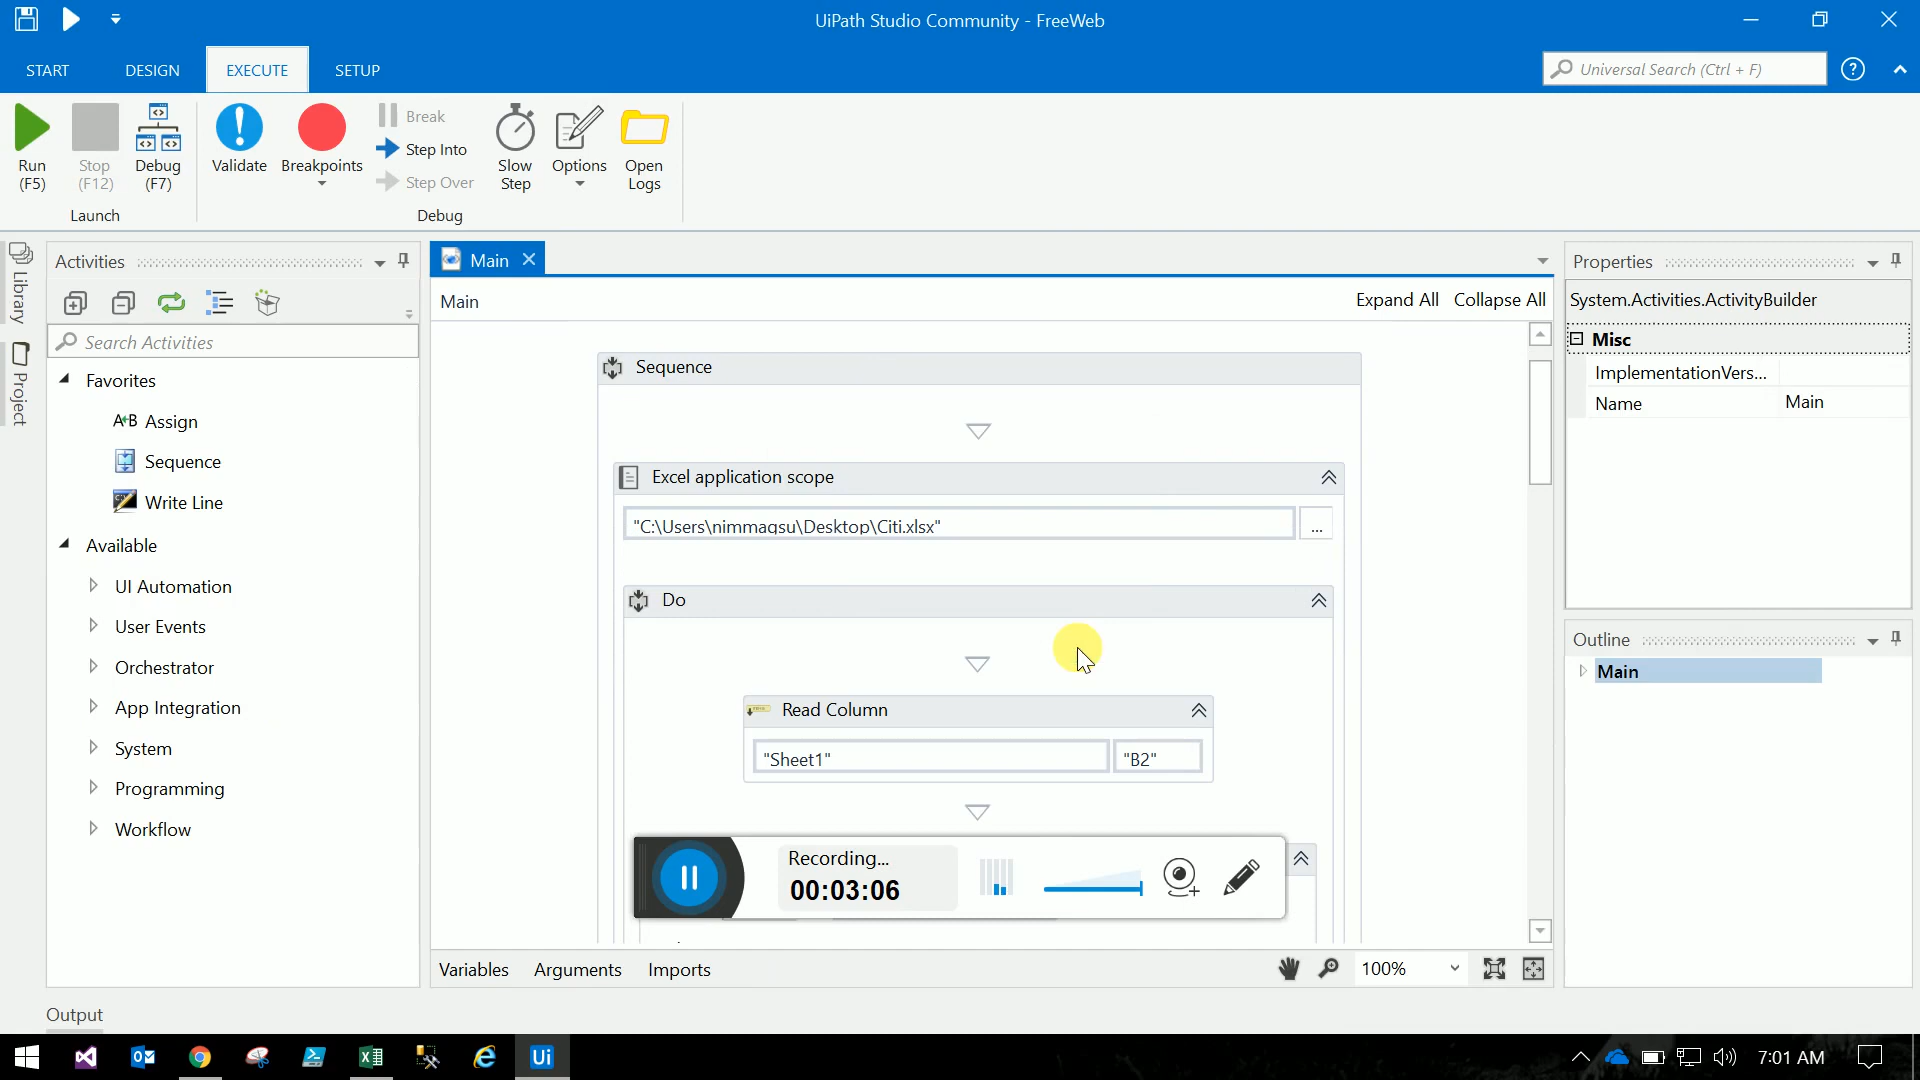 UiPath Studio Community - FreeWeb
START
DESIGN
EXECUTE
SETUP
Universal Search (Ctrl + F)
Run (F5)
Stop (F12)
Debug (F7)
Launch
Validate
Breakpoints
Break
Step Into
Step Over
Slow Step
Options
Open Logs
Debug
Library
Project
Activities
Search Activities
Favorites
A+B Assign
Sequence
Write Line
Available
UI Automation
User Events
Orchestrator
App Integration
System
Programming
Workflow
Main
Main
Expand All
Collapse All
Sequence
Excel application scope
"C:\Users\nimmagsu\Desktop\Citi.xlsx"
...
Do
Read Column
"Sheet1"
"B2"
Recording...
00:03:06
Variables
Arguments
Imports
100%
Properties
System.Activities.ActivityBuilder
Misc
ImplementationVers...
Name
Main
Outline
Main
Output
Ui
7:01 AM